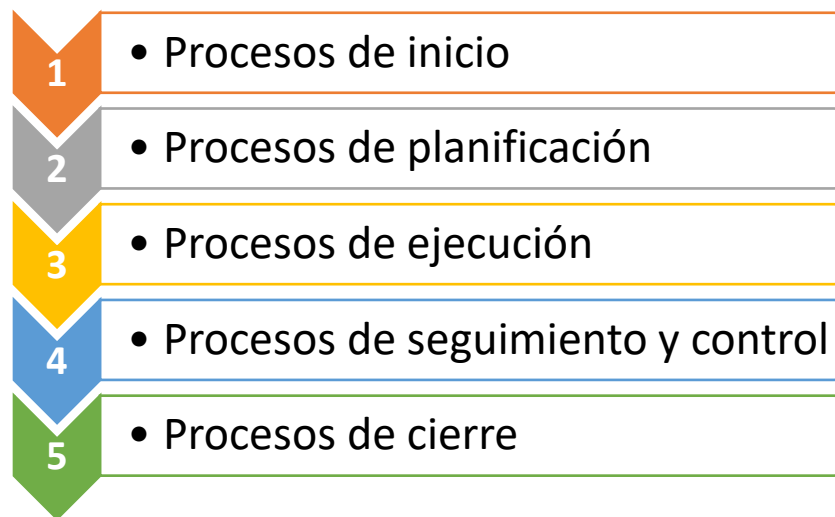 1
• Procesos de inicio
2
• Procesos de planificación
3
• Procesos de ejecución
4
• Procesos de seguimiento y control
5
• Procesos de cierre